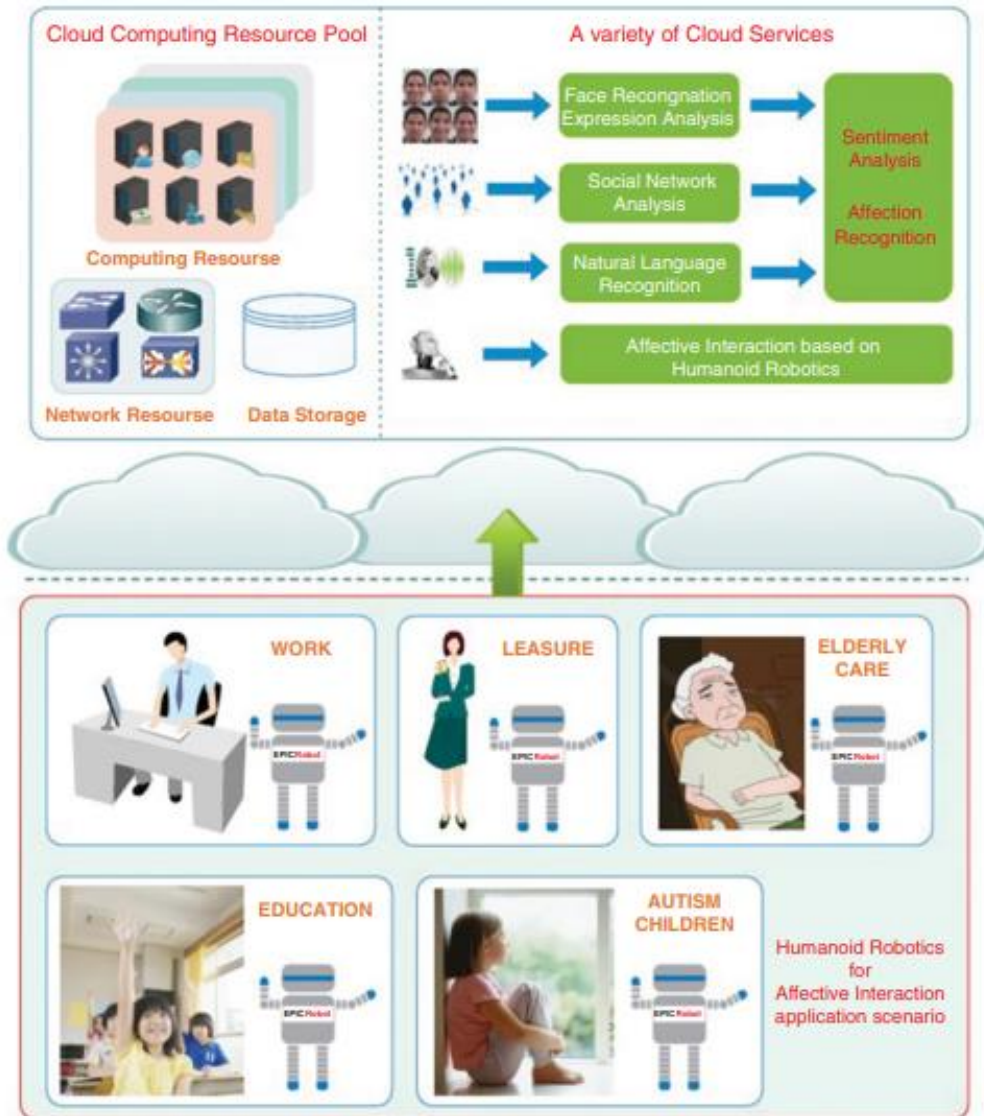 Cloud Computing Resource Pool
A variety of Cloud Services
Face Recongnation
Expression Analysis
Sentiment
Analysis
Social Network
Analysis
Affection
Recognition
Computing Resourse
Natural Language
Recognition
Affective Interaction based on
Humanoid Robotics
Network Resourse
Data Storage
WORK
EPICRobot
LEASURE
EPICRobot
ELDERLY
CARE
EPICRobot
EDUCATION
EPICRobot
AUTISM
CHILDREN
EPICRobot
Humanoid Robotics
for
Affective Interaction
application scenario